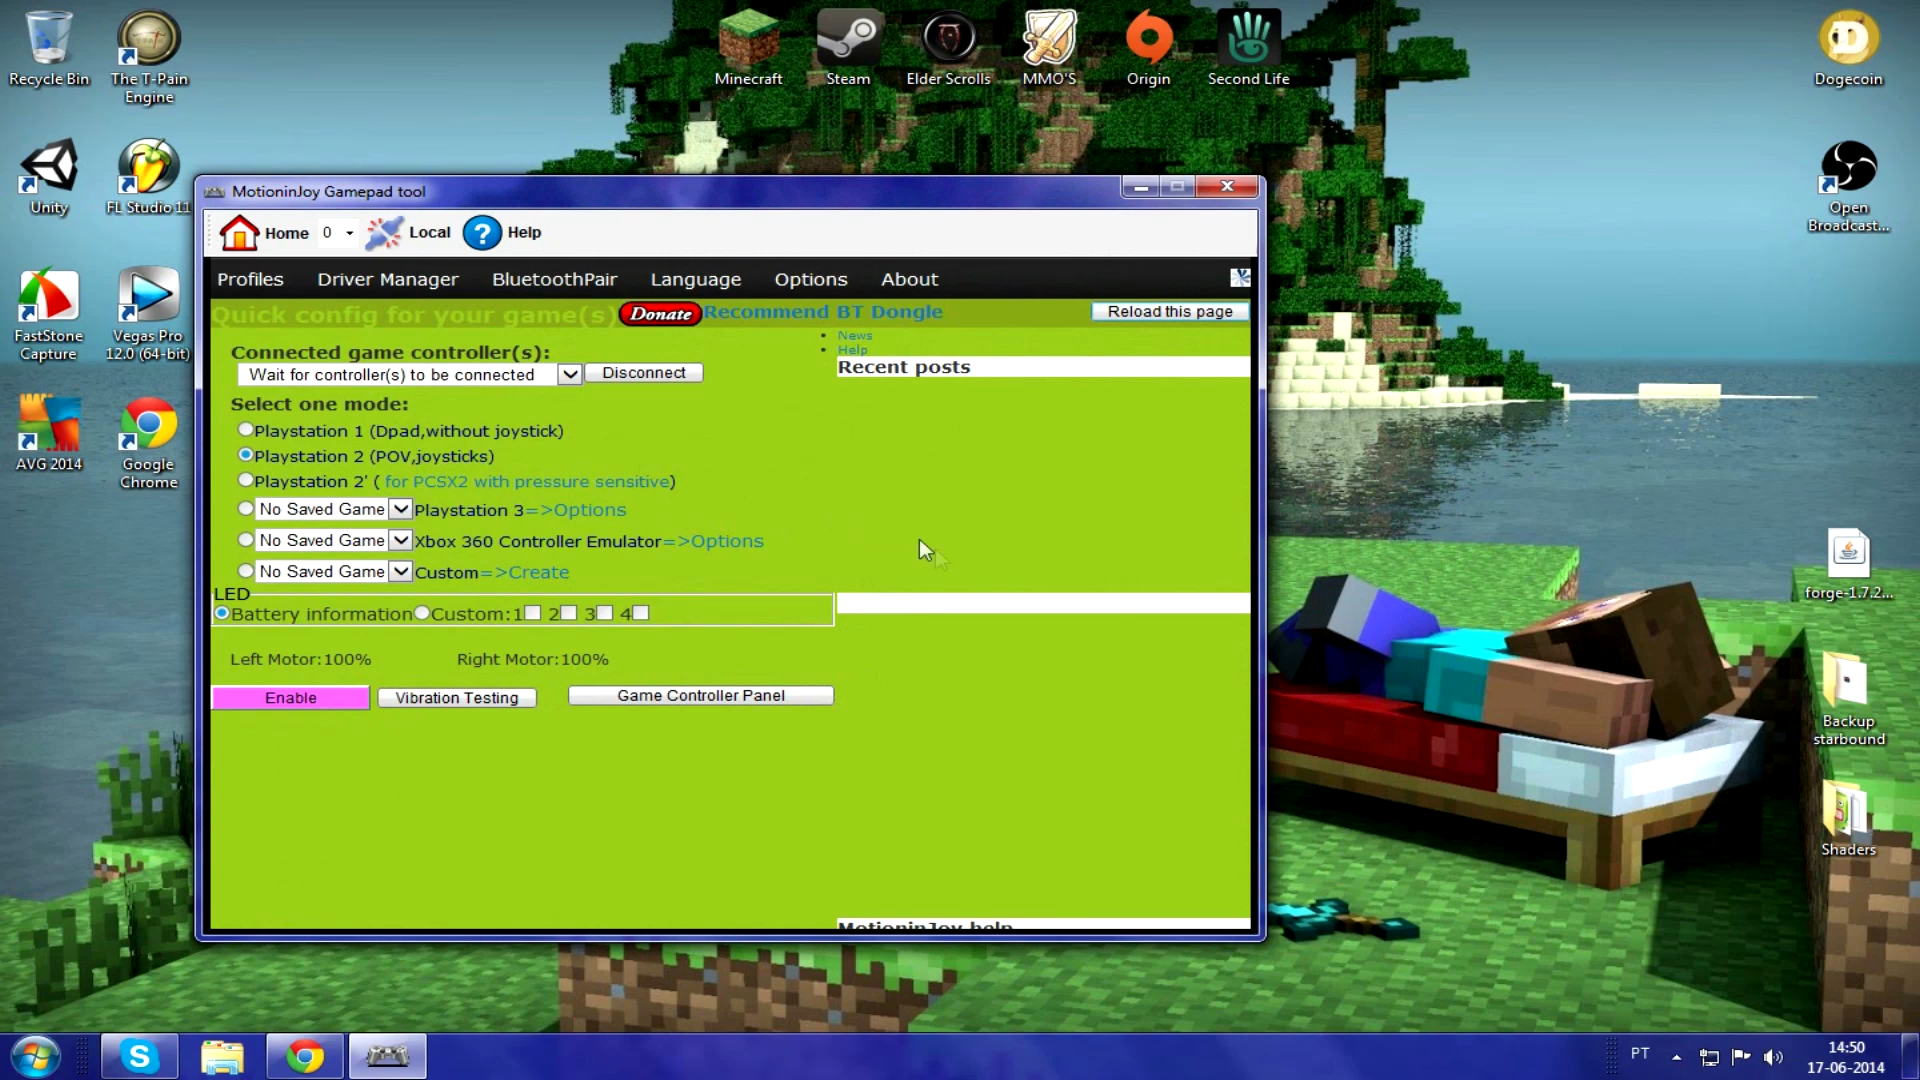 Recycle Bin
The T-Pain
Engine
Minecraft
Steam
Elder Scrolls
MMO'S
Origin
Second Life
Dogecoin
Unity
FL Studio 11
Open
Broadcast...
FastStone
Capture
Vegas Pro
12.0 (64-bit)
AVG 2014
Google
Chrome
forge-1.7.2...
Backup
starbound
Shaders
MotioninJoy Gamepad tool
Home 0 Local ? Help
Profiles Driver Manager BluetoothPair Language Options About
Quick config for your game(s) Donate Recommend BT Dongle Reload this page
News
Help
Recent posts
Connected game controller(s):
Wait for controller(s) to be connected Disconnect
Select one mode:
Playstation 1 (Dpad,without joystick)
Playstation 2 (POV,joysticks)
Playstation 2' ( for PCSX2 with pressure sensitive)
No Saved Game Playstation 3=>Options
No Saved Game Xbox 360 Controller Emulator=>Options
No Saved Game Custom=>Create
LED
Battery information Custom:1 2 3 4
Left Motor:100% Right Motor:100%
Enable Vibration Testing Game Controller Panel
MotioninJoy help
PT
14:50
17-06-2014